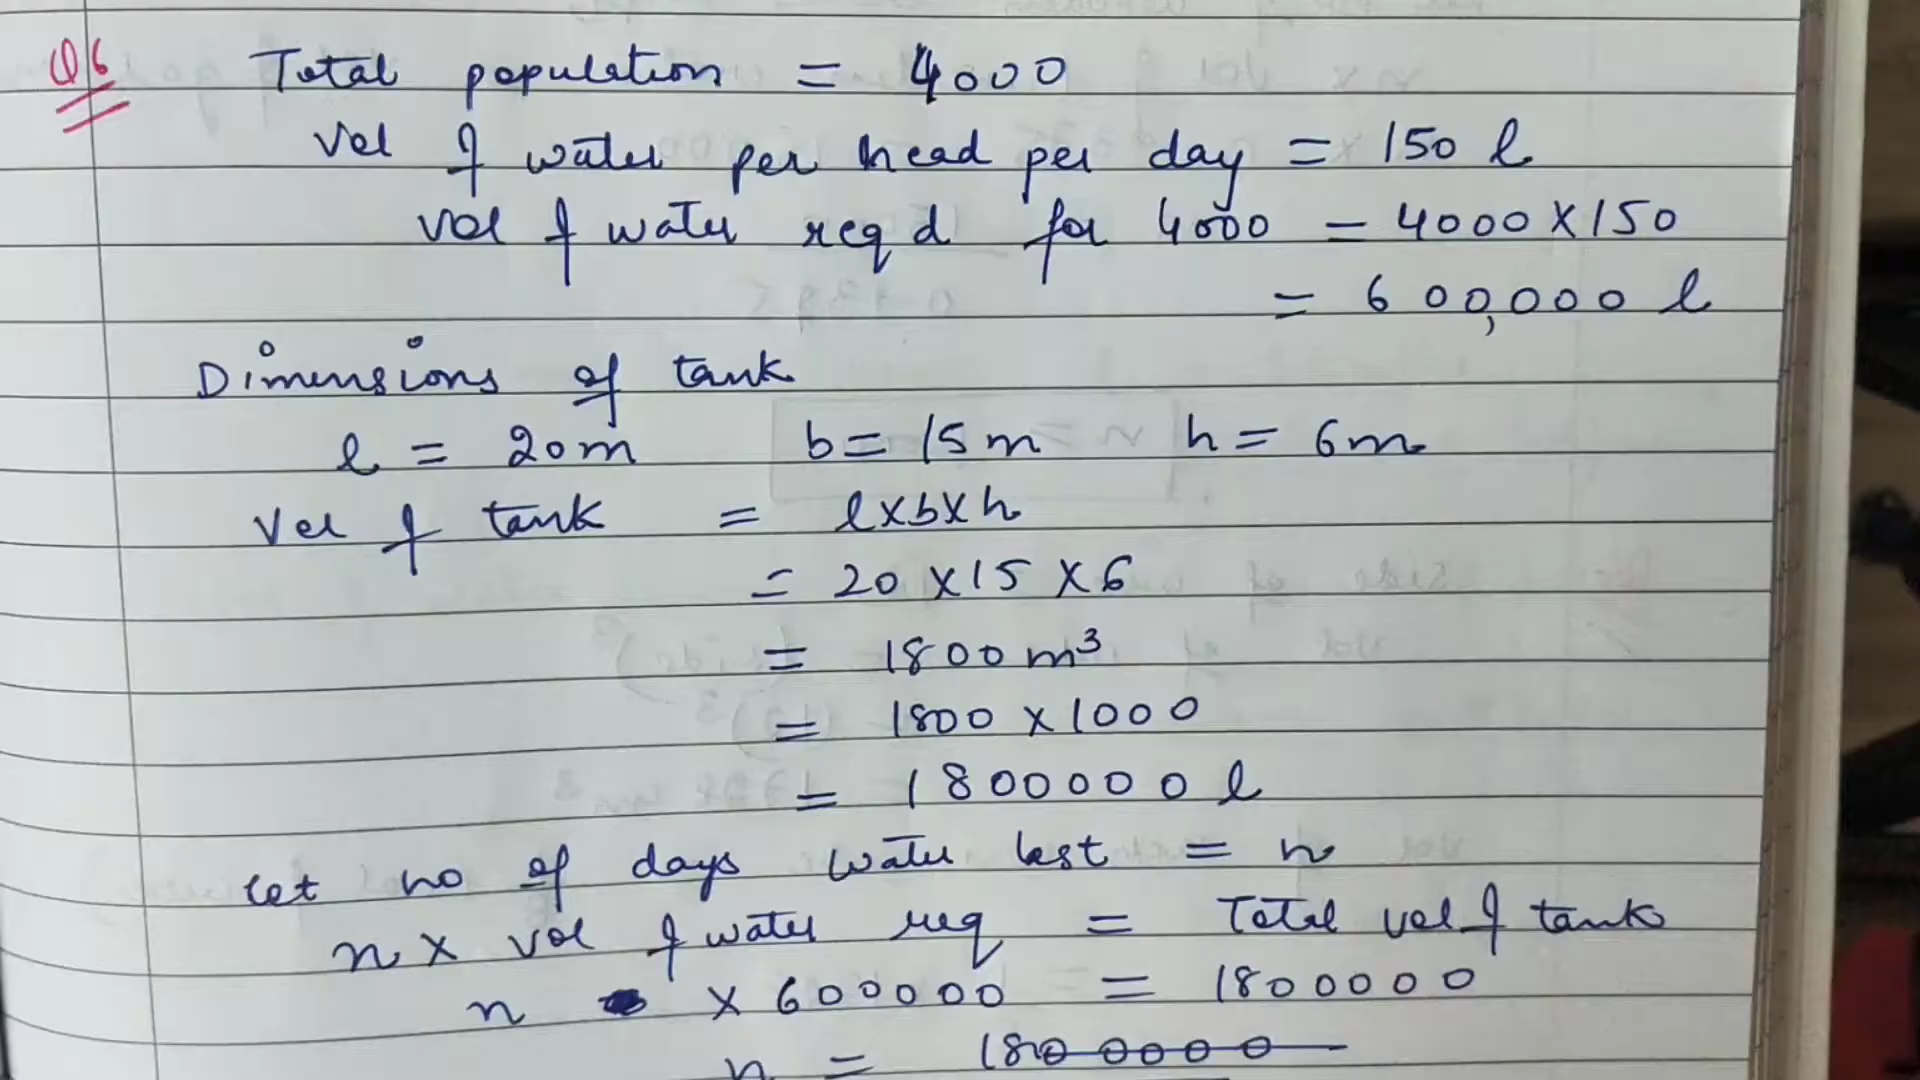 Q6 Total population = 4000
Vol of water per head per day = 150 l
Vol of water reqd for 4000 = 4000 X 150
= 600,000 l
Dimensions of tank
l = 20m b = 15m h = 6m
Vol of tank = l x b x h
= 20 x 15 x 6
= 1800 m³
= 1800 x 1000
= 1800000 l
let no of days water last = n
n x vol of water req = Total vol of tank
n x 600000 = 1800000
n = 1800000